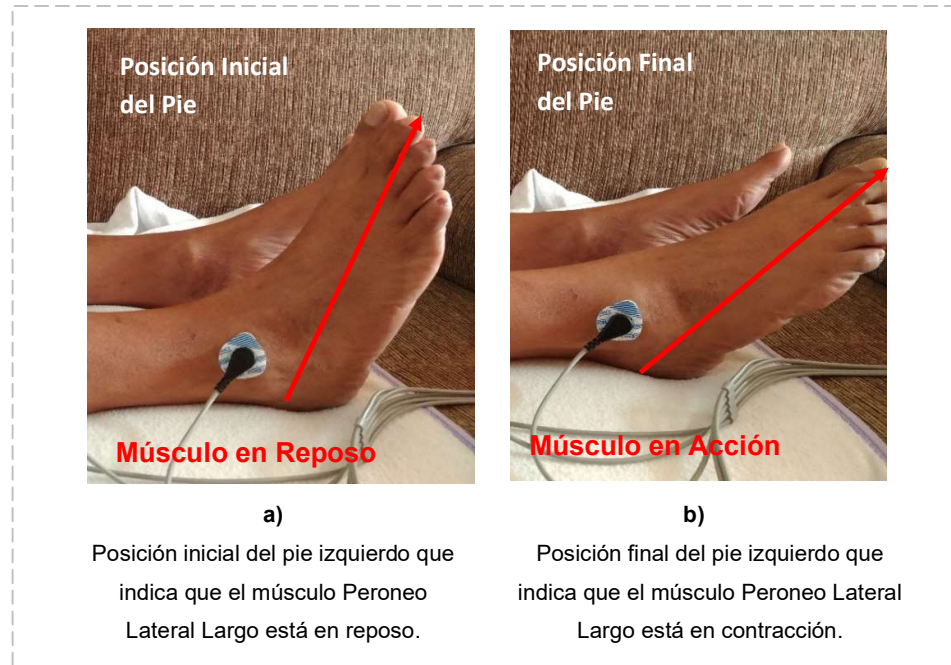 Posición Inicial
del Pie
Músculo en Reposo
Posición Final
del Pie
Músculo en Acción
a)
Posición inicial del pie izquierdo que
indica que el músculo Peroneo
Lateral Largo está en reposo.
b)
Posición final del pie izquierdo que
indica que el músculo Peroneo Lateral
Largo está en contracción.